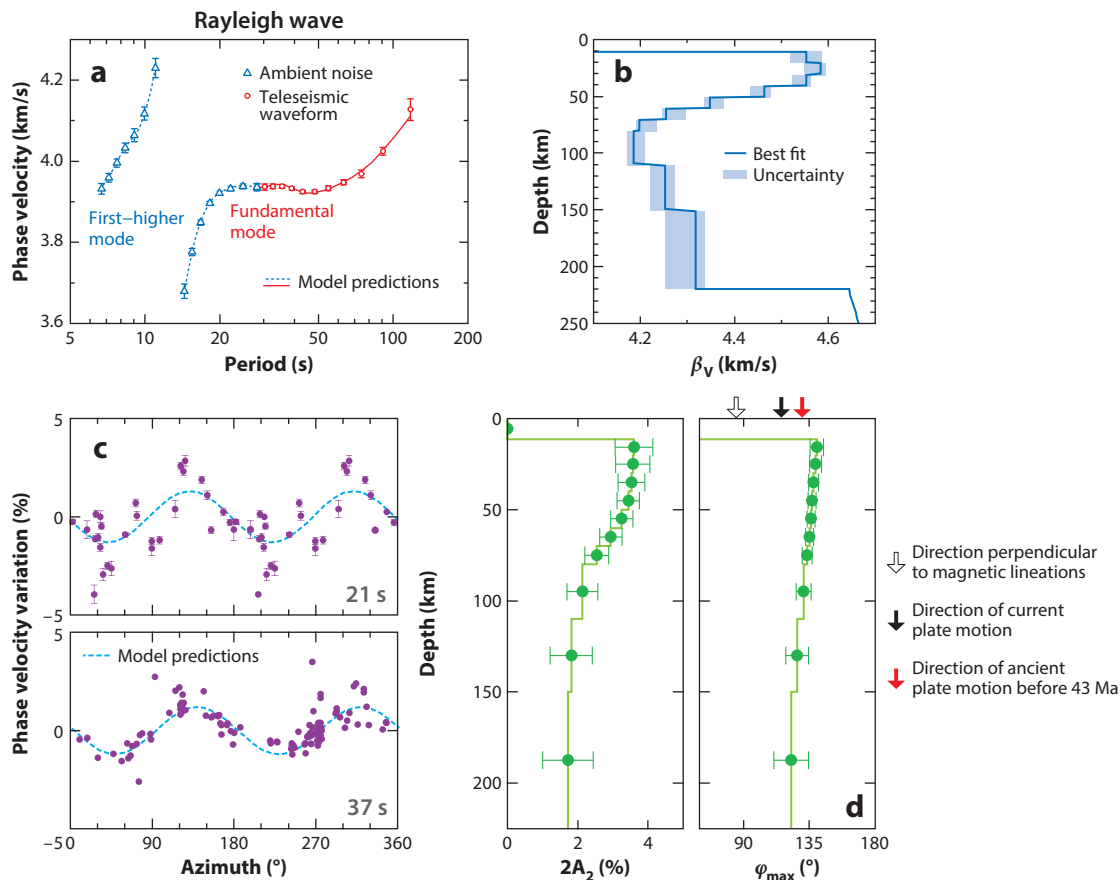 Rayleigh wave
a
Phase velocity (km/s)
4.2
4.0
3.8
3.6
Ambient noise
Teleseismic
waveform
First–higher
mode
Fundamental
mode
Model predictions
5
10
20
50
100
200
Period (s)
b
Depth (km)
0
50
100
150
200
250
Best fit
Uncertainty
4.2
4.4
4.6
βV (km/s)
c
Phase velocity variation (%)
5
0
–5
21 s
5
0
–5
Model predictions
37 s
0
90
180
270
360
Azimuth (°)
Depth (km)
0
50
100
150
200
0
2
4
2A2 (%)
d
90
135
180
φmax (°)
Direction perpendicular
to magnetic lineations
Direction of current
plate motion
Direction of ancient
plate motion before 43 Ma